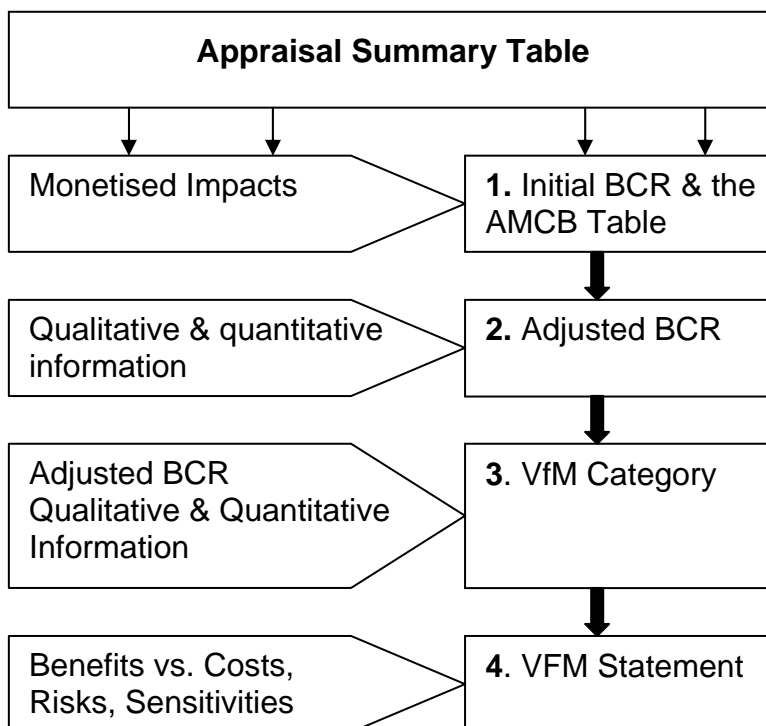 Appraisal Summary Table
Monetised Impacts
1. Initial BCR & the
AMCB Table
Qualitative & quantitative
information
2. Adjusted BCR
Adjusted BCR
Qualitative & Quantitative
Information
3. VfM Category
Benefits vs. Costs,
Risks, Sensitivities
4. VFM Statement